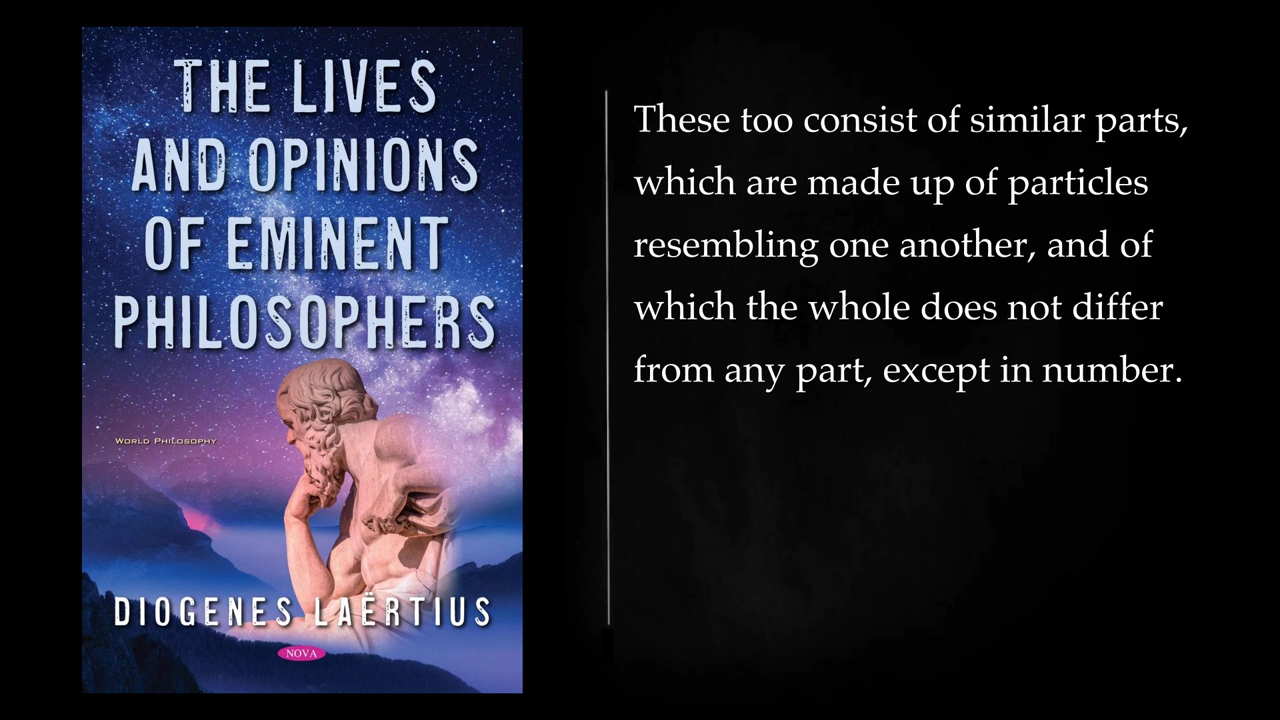 THE LIVES
AND OPINIONS
OF EMINENT
PHILOSOPHERS
WORLD PHILOSOPHY
DIOGENES LAËRTIUS
NOVA
These too consist of similar parts,
which are made up of particles
resembling one another, and of
which the whole does not differ
from any part, except in number.